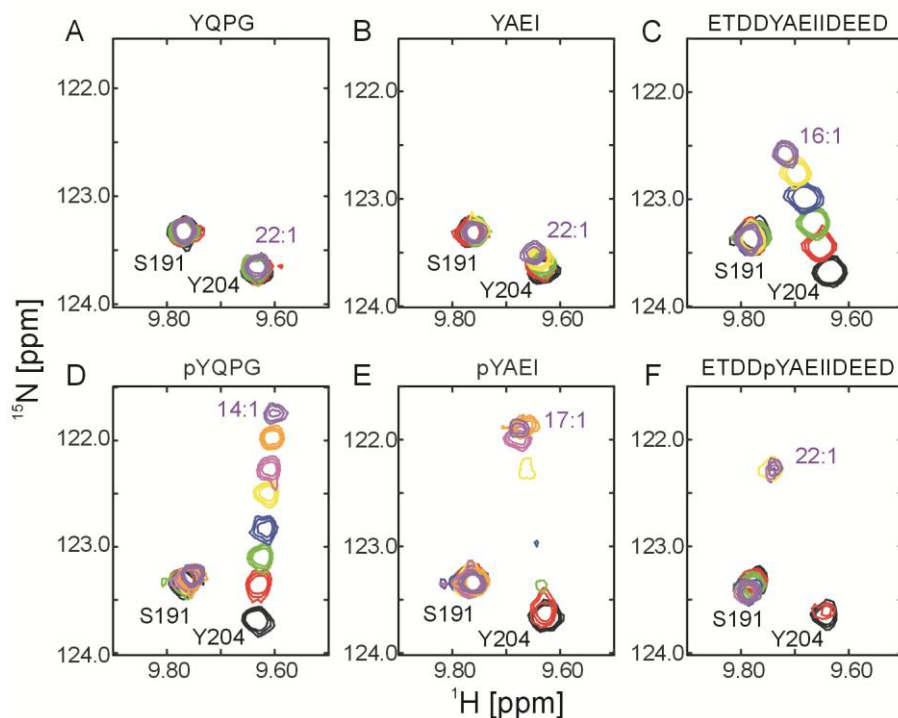 A YQPG
B YAEI
C ETDDYAEIIDEED
122.0
123.0
124.0
S191
Y204
22:1
9.80
9.60
122.0
123.0
124.0
S191
Y204
22:1
9.80
9.60
122.0
123.0
124.0
16:1
S191
Y204
9.80
9.60
¹⁵N [ppm]
D pYQPG
E pYAEI
F ETDDpYAEIIDEED
122.0
123.0
124.0
14:1
S191
Y204
9.80
9.60
122.0
123.0
124.0
17:1
S191
Y204
9.80
9.60
122.0
123.0
124.0
22:1
S191
Y204
9.80
9.60
¹H [ppm]